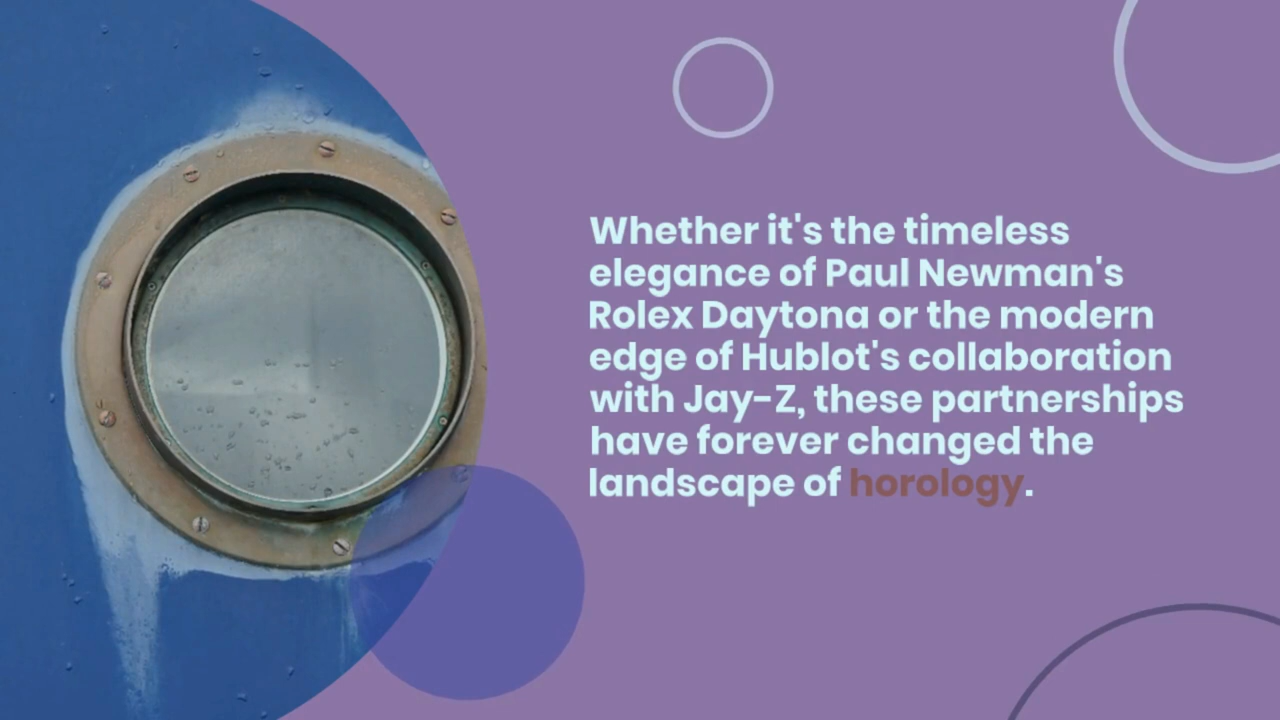 Whether it's the timeless
elegance of Paul Newman's
Rolex Daytona or the modern
edge of Hublot's collaboration
with Jay-Z, these partnerships
have forever changed the
landscape of horology.